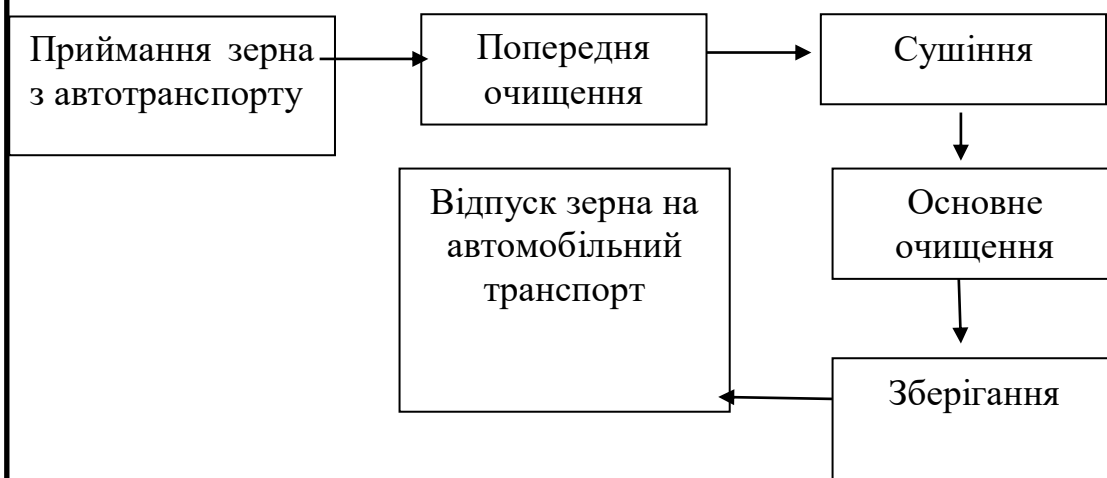 Приймання зерна
з автотранспорту
Попередня
очищення
Сушіння
Основне
очищення
Зберігання
Відпуск зерна на
автомобільний
транспорт